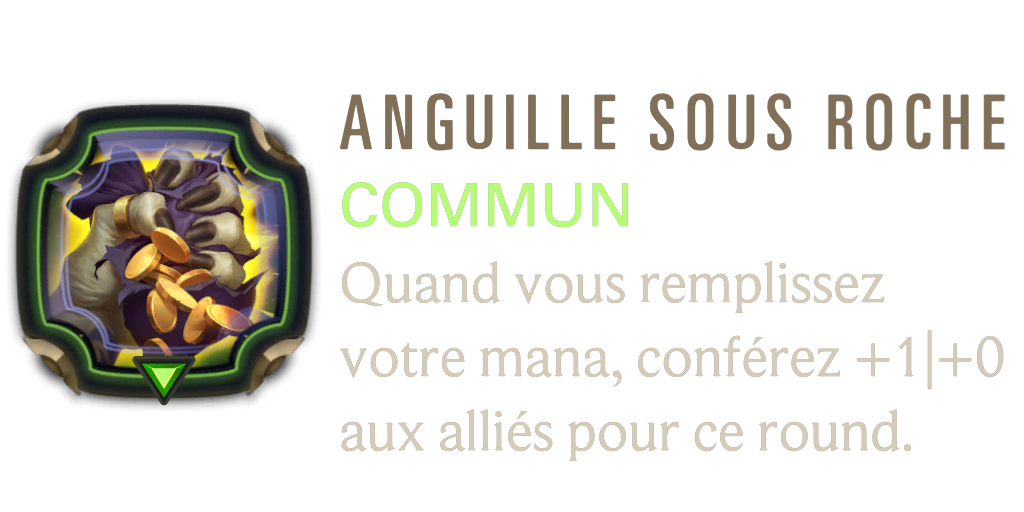 ANGUILLE SOUS ROCHE
COMMUN
Quand vous remplissez
votre mana, conférez +1|+0
aux alliés pour ce round.